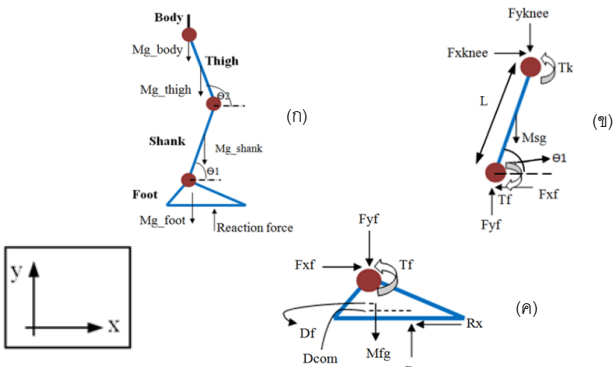 Body
Mg_body
Thigh
Mg_thigh
Θ2
(ก)
Shank
Mg_shank
Θ1
Foot
Mg_foot
Reaction force
Fyknee
Fxknee
Tk
L
(ข)
Msg
Θ1
Tf
Fxf
Fyf
y
x
Fyf
Fxf
Tf
(ค)
Rx
Df
Dcom
Mfg